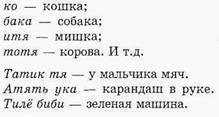 ко — кошка;
бака — собака;
итя — мишка;
тотя — корова. И т.д.
Татик тя — у мальчика мяч.
Атять ука — карандаш в руке.
Тилё биби — зеленая машина.